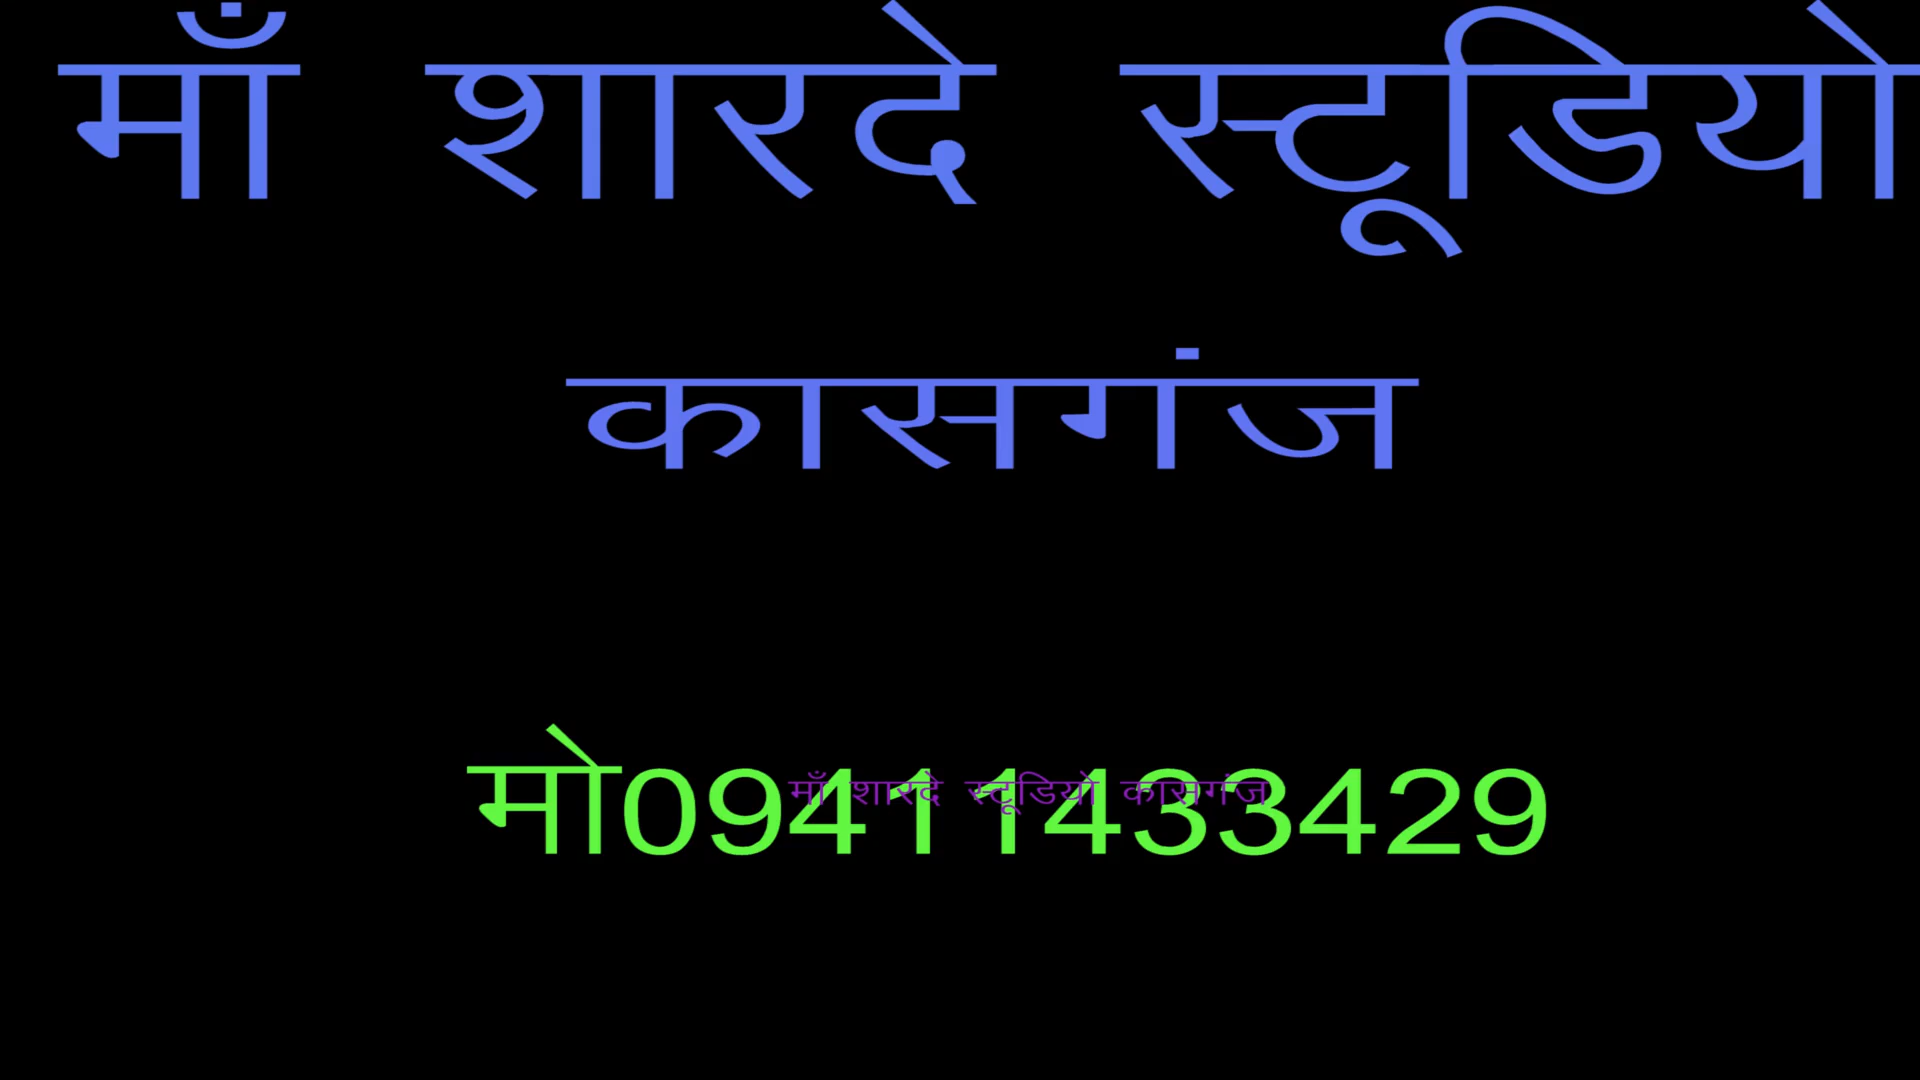 माँ शारदे स्टूडियो
कासगंज
मो09411433429
माँ शारदे स्टूडियो कासगंज